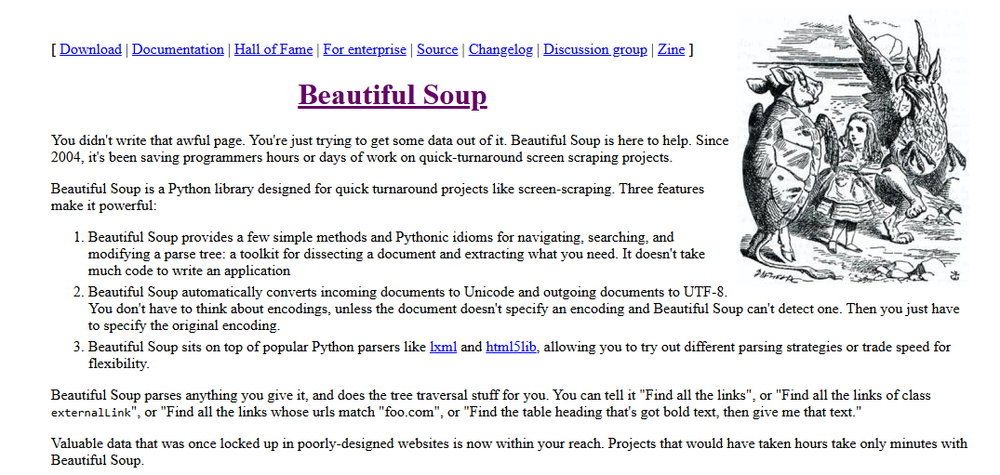 [ Download | Documentation | Hall of Fame | For enterprise | Source | Changelog | Discussion group | Zine ]
Beautiful Soup
You didn't write that awful page. You're just trying to get some data out of it. Beautiful Soup is here to help. Since
2004, it's been saving programmers hours or days of work on quick-turnaround screen scraping projects.
Beautiful Soup is a Python library designed for quick turnaround projects like screen-scraping. Three features
make it powerful:
1. Beautiful Soup provides a few simple methods and Pythonic idioms for navigating, searching, and
modifying a parse tree: a toolkit for dissecting a document and extracting what you need. It doesn't take
much code to write an application
2. Beautiful Soup automatically converts incoming documents to Unicode and outgoing documents to UTF-8.
You don't have to think about encodings, unless the document doesn't specify an encoding and Beautiful Soup can't detect one. Then you just have
to specify the original encoding.
3. Beautiful Soup sits on top of popular Python parsers like lxml and html5lib, allowing you to try out different parsing strategies or trade speed for
flexibility.
Beautiful Soup parses anything you give it, and does the tree traversal stuff for you. You can tell it "Find all the links", or "Find all the links of class
externalLink", or "Find all the links whose urls match "foo.com", or "Find the table heading that's got bold text, then give me that text."
Valuable data that was once locked up in poorly-designed websites is now within your reach. Projects that would have taken hours take only minutes with
Beautiful Soup.